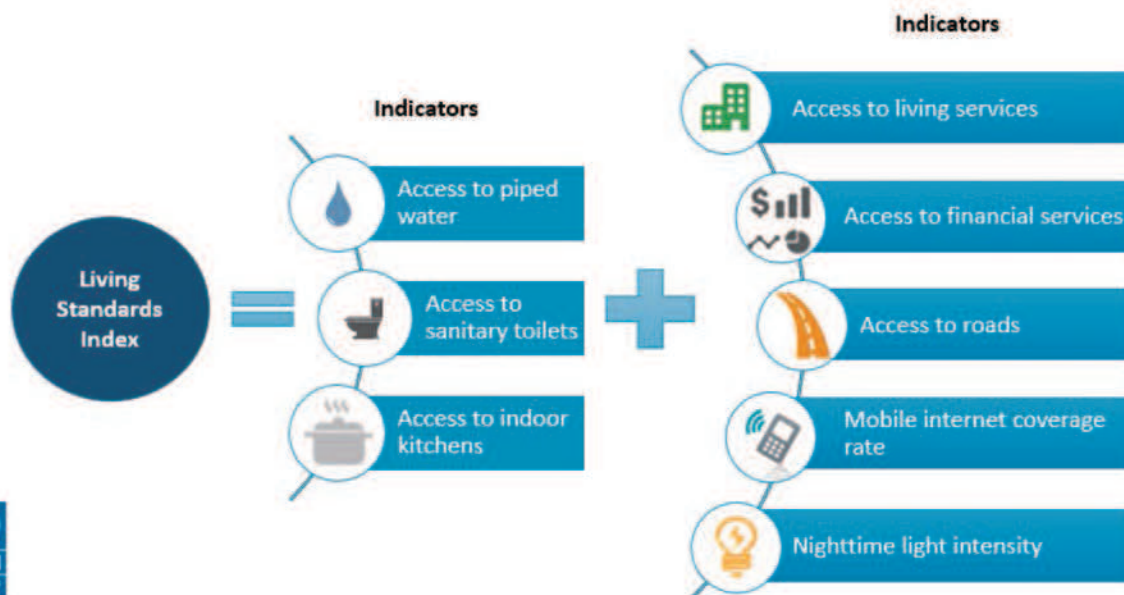 Indicators
Indicators
Living
Standards
Index
Access to piped
water
Access to
sanitary toilets
Access to indoor
kitchens
Access to living services
Access to financial services
Access to roads
Mobile internet coverage
rate
Nighttime light intensity